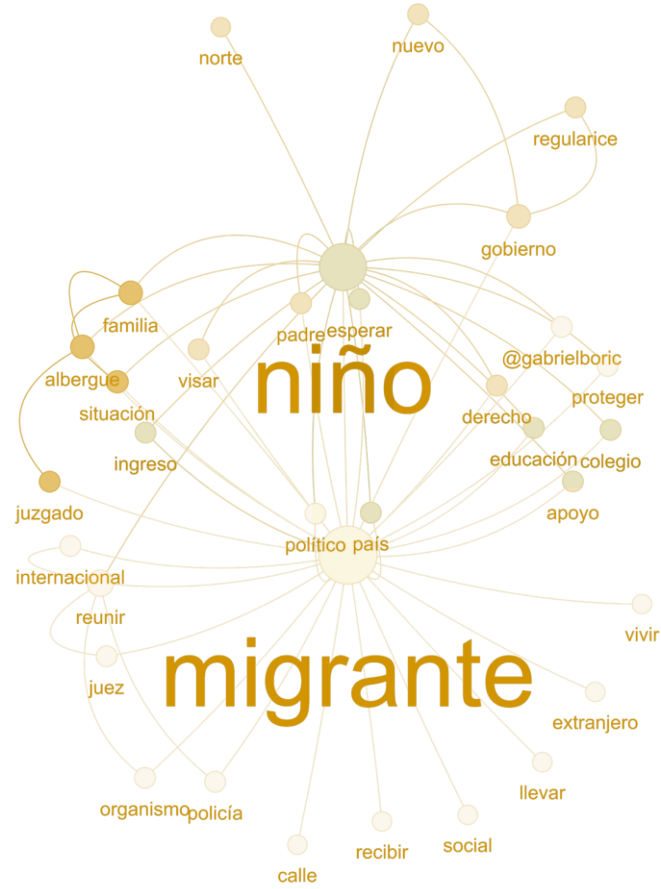 norte
nuevo
regularice
gobierno
familia
padre
esperar
@gabrielboric
albergue
visar
niño
proteger
situación
derecho
ingreso
educación
colegio
juzgado
apoyo
político
país
internacional
reunir
vivir
juez
migrante
extranjero
llevar
organismo
policía
social
recibir
calle